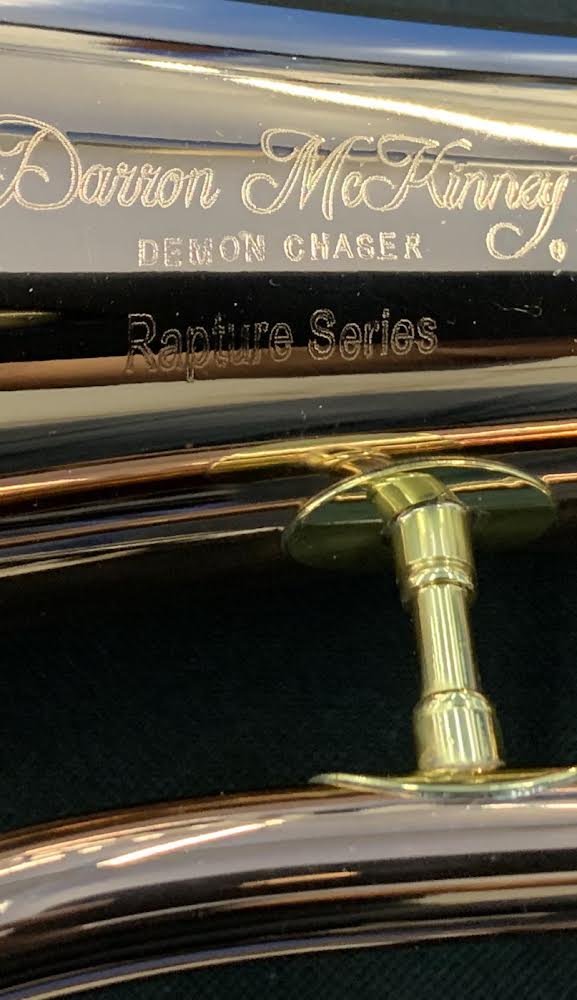 Darron McKinney
DEMON CHASER
Rapture Series